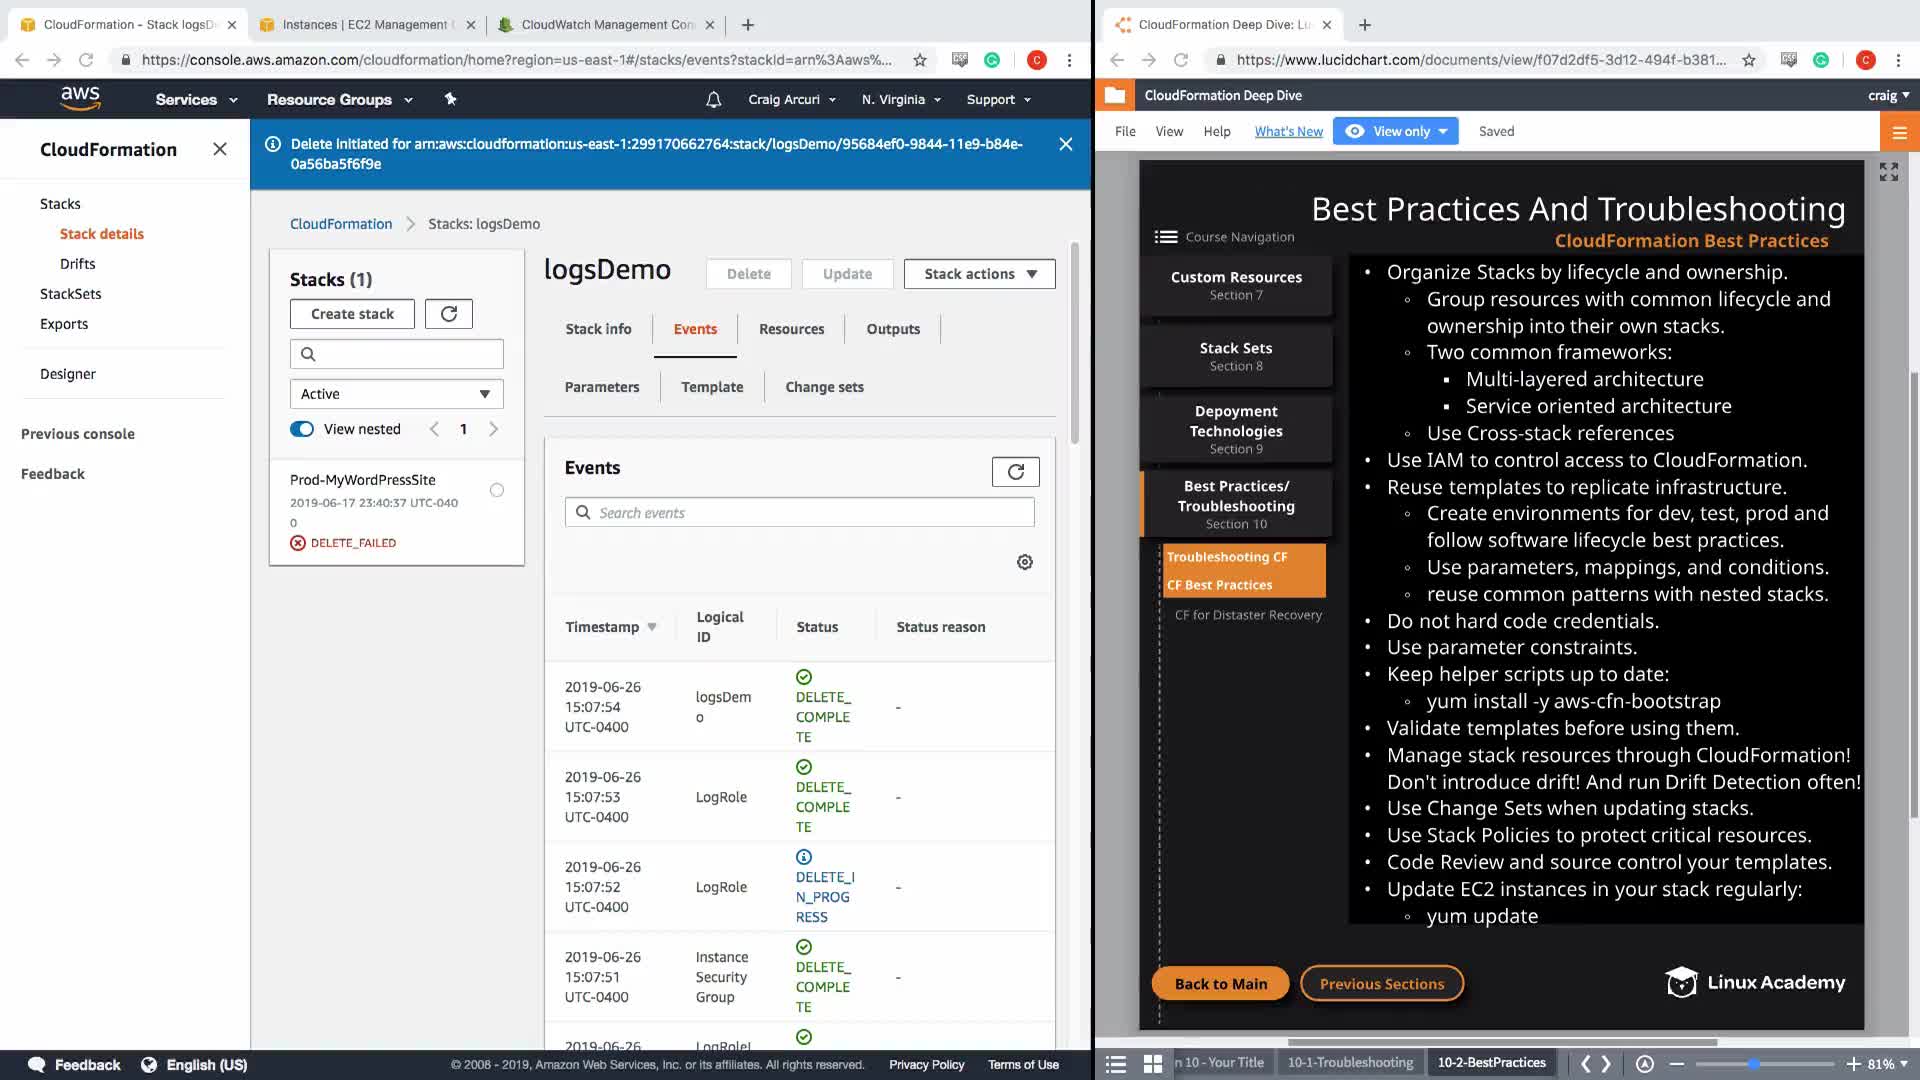 CloudFormation - Stack logsD
Instances | EC2 Management
CloudWatch Management Con
https://console.aws.amazon.com/cloudformation/home?region=us-east-1#/stacks/events?stackId=arn%3Aaws%...
C
aws
Services
Resource Groups
Craig Arcuri
N. Virginia
Support
CloudFormation
Stacks
Stack details
Drifts
StackSets
Exports
Designer
Previous console
Feedback
Delete initiated for arn:aws:cloudformation:us-east-1:299170662764:stack/logsDemo/95684ef0-9844-11e9-b84e-
0a56ba5f6f9e
CloudFormation
Stacks: logsDemo
Stacks (1)
Create stack
Active
View nested
1
Prod-MyWordPressSite
2019-06-17 23:40:37 UTC-040
0
DELETE_FAILED
logsDemo
Delete
Update
Stack actions
Stack info
Events
Resources
Outputs
Parameters
Template
Change sets
Events
Search events
Timestamp
Logical
ID
Status
Status reason
2019-06-26
15:07:54
UTC-0400
logsDem
o
DELETE_
COMPLE
TE
-
2019-06-26
15:07:53
UTC-0400
LogRole
DELETE_
COMPLE
TE
-
2019-06-26
15:07:52
UTC-0400
LogRole
DELETE_I
N_PROG
RESS
-
2019-06-26
15:07:51
UTC-0400
Instance
Security
Group
DELETE_
COMPLE
TE
-
2019-06-26
LogRoleI
Feedback
English (US)
© 2008 - 2019, Amazon Web Services, Inc. or its affiliates. All rights reserved.
Privacy Policy
Terms of Use
CloudFormation Deep Dive: Lu
https://www.lucidchart.com/documents/view/f07d2df5-3d12-494f-b381...
C
CloudFormation Deep Dive
craig
File
View
Help
What's New
View only
Saved
Best Practices And Troubleshooting
CloudFormation Best Practices
Course Navigation
Custom Resources
Section 7
Stack Sets
Section 8
Depoyment
Technologies
Section 9
Best Practices/
Troubleshooting
Section 10
Troubleshooting CF
CF Best Practices
CF for Distaster Recovery
• Organize Stacks by lifecycle and ownership.
◦ Group resources with common lifecycle and
ownership into their own stacks.
◦ Two common frameworks:
▪ Multi-layered architecture
▪ Service oriented architecture
◦ Use Cross-stack references
• Use IAM to control access to CloudFormation.
• Reuse templates to replicate infrastructure.
◦ Create environments for dev, test, prod and
follow software lifecycle best practices.
◦ Use parameters, mappings, and conditions.
◦ reuse common patterns with nested stacks.
• Do not hard code credentials.
• Use parameter constraints.
• Keep helper scripts up to date:
◦ yum install -y aws-cfn-bootstrap
• Validate templates before using them.
• Manage stack resources through CloudFormation!
Don't introduce drift! And run Drift Detection often!
• Use Change Sets when updating stacks.
• Use Stack Policies to protect critical resources.
• Code Review and source control your templates.
• Update EC2 instances in your stack regularly:
◦ yum update
Back to Main
Previous Sections
Linux Academy
n 10 - Your Title
10-1-Troubleshooting
10-2-BestPractices
81%